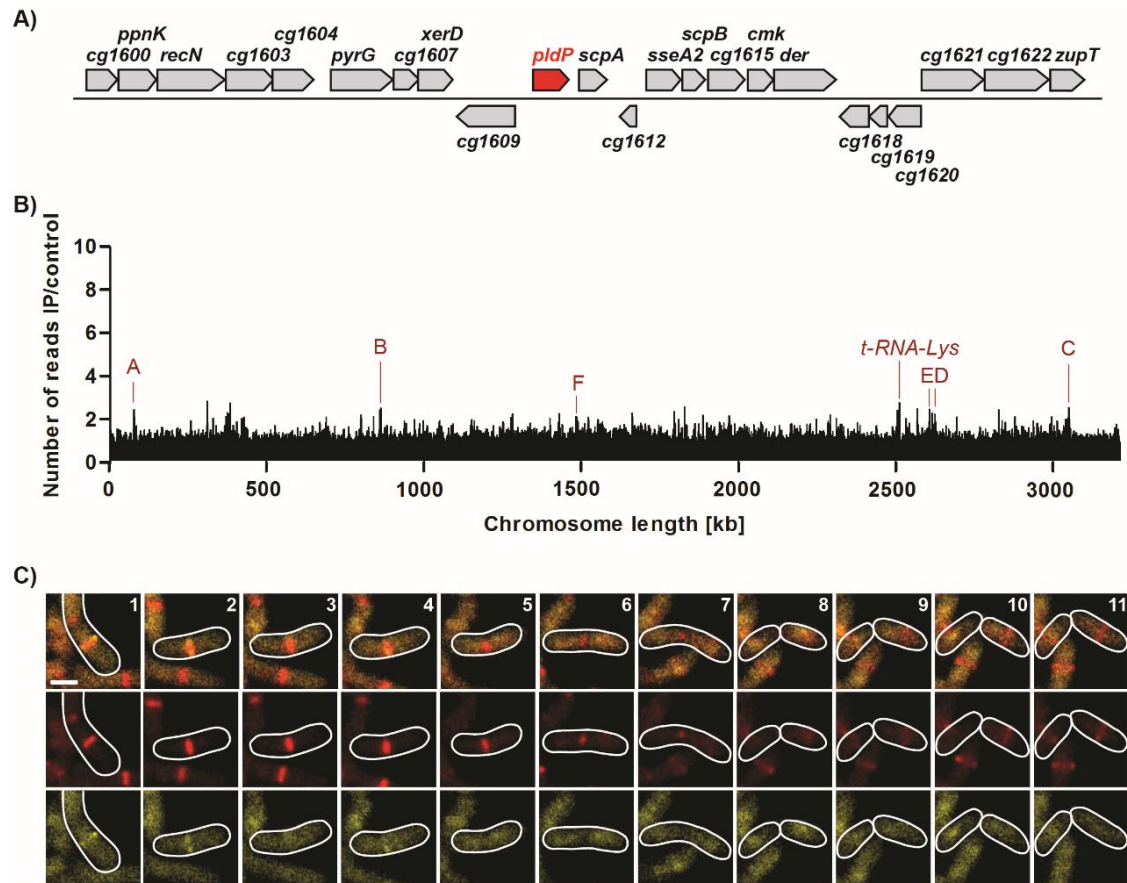 A)
ppnK cg1604 xerD scpB cmk
cg1600 recN cg1603 pyrG cg1607 pldP scpA sseA2 cg1615 der cg1621 cg1622 zupT
cg1609 cg1612 cg1618
cg1619
cg1620
B)
Number of reads IP/control
10
8
6
4
2
0
A B F t-RNA-Lys ED C
0 500 1000 1500 2000 2500 3000
Chromosome length [kb]
C)
1 2 3 4 5 6 7 8 9 10 11